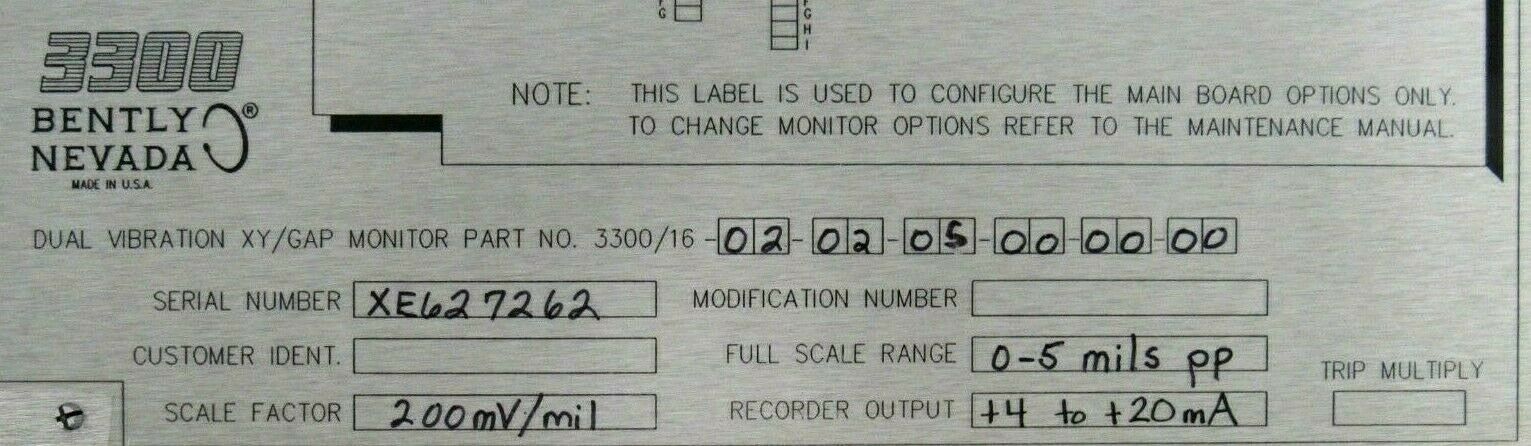 F
G
F
G
H
I
3300
BENTLY
NEVADA ®
MADE IN U.S.A.
NOTE: THIS LABEL IS USED TO CONFIGURE THE MAIN BOARD OPTIONS ONLY.
TO CHANGE MONITOR OPTIONS REFER TO THE MAINTENANCE MANUAL.
DUAL VIBRATION XY/GAP MONITOR PART NO. 3300/16-02-02-05-00-00-00
SERIAL NUMBER XE627262 MODIFICATION NUMBER
CUSTOMER IDENT. FULL SCALE RANGE 0-5 mils pp
TRIP MULTIPLY
SCALE FACTOR 200mV/mil RECORDER OUTPUT +4 to +20mA